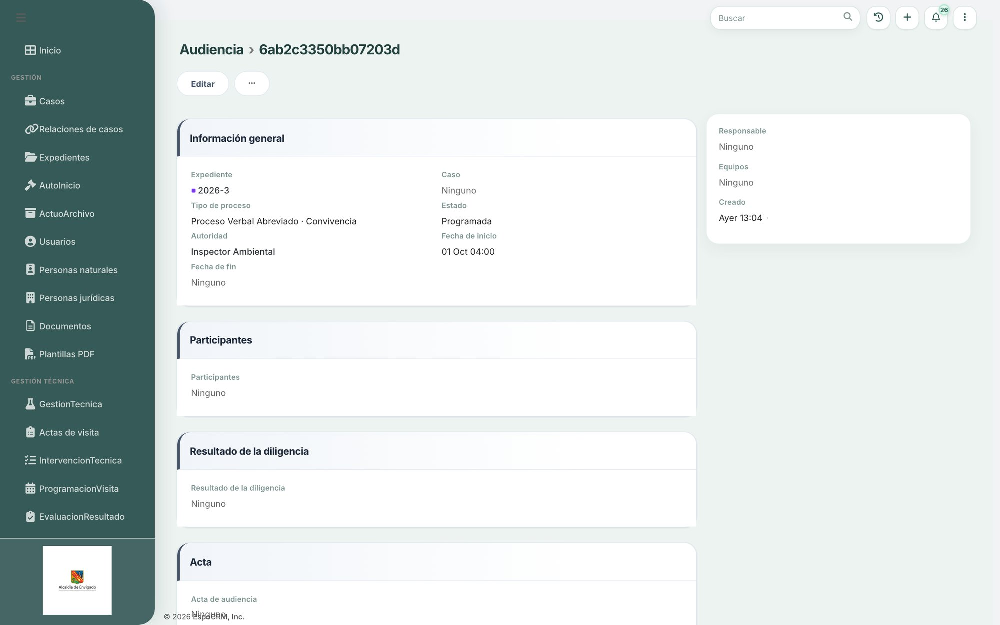 Buscar
26
Audiencia › 6ab2c3350bb07203d
Editar
Inicio
GESTIÓN
Casos
Relaciones de casos
Expedientes
AutoInicio
ActuoArchivo
Usuarios
Personas naturales
Personas jurídicas
Documentos
Plantillas PDF
GESTIÓN TÉCNICA
GestionTecnica
Actas de visita
IntervencionTecnica
ProgramacionVisita
EvaluacionResultado
Alcaldía de Envigado
Información general
Expediente
2026-3
Caso
Ninguno
Tipo de proceso
Proceso Verbal Abreviado · Convivencia
Estado
Programada
Autoridad
Inspector Ambiental
Fecha de inicio
01 Oct 04:00
Fecha de fin
Ninguno
Participantes
Participantes
Ninguno
Resultado de la diligencia
Resultado de la diligencia
Ninguno
Acta
Acta de audiencia
Ninguno
© 2026 EspoCRM, Inc.
Responsable
Ninguno
Equipos
Ninguno
Creado
Ayer 13:04 ·